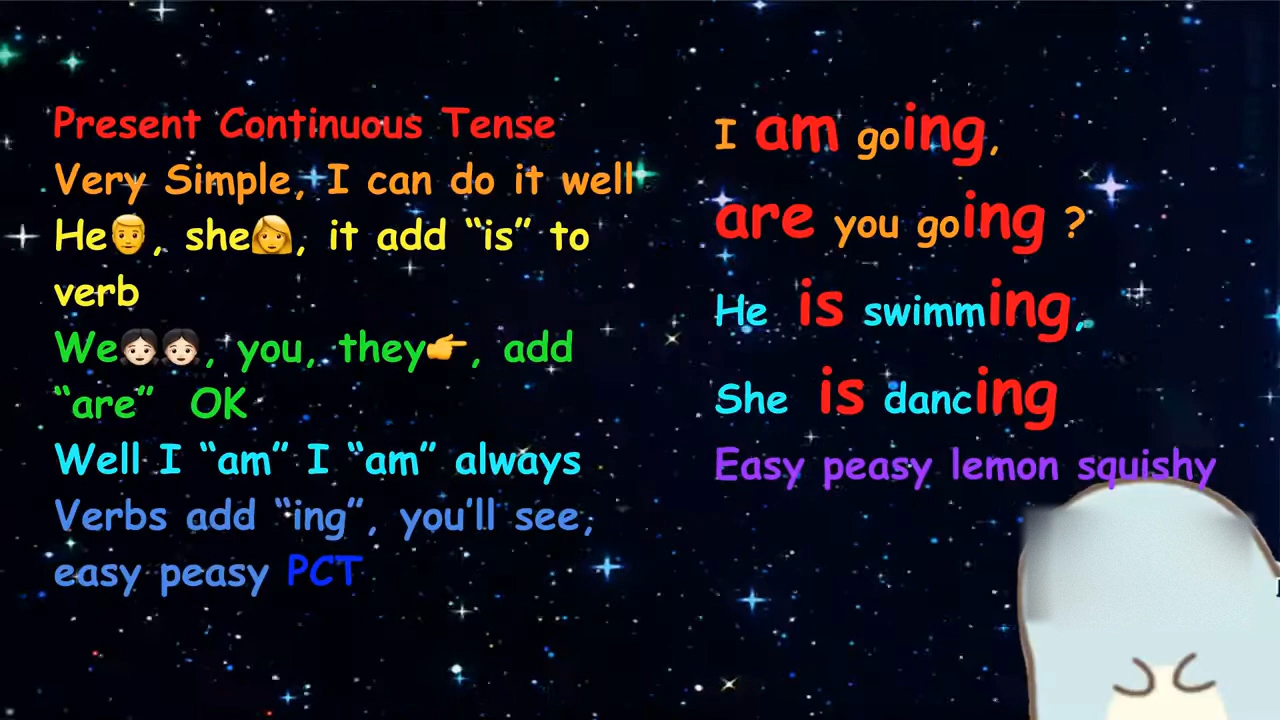 Present Continuous Tense
Very Simple, I can do it well
He👨, she👩, it add “is” to
verb
We👧🏻👧🏻, you, they👉, add
“are” OK
Well I “am” I “am” always
Verbs add “ing”, you’ll see,
easy peasy PCT
I am going,
are you going ?
He is swimming,
She is dancing
Easy peasy lemon squishy